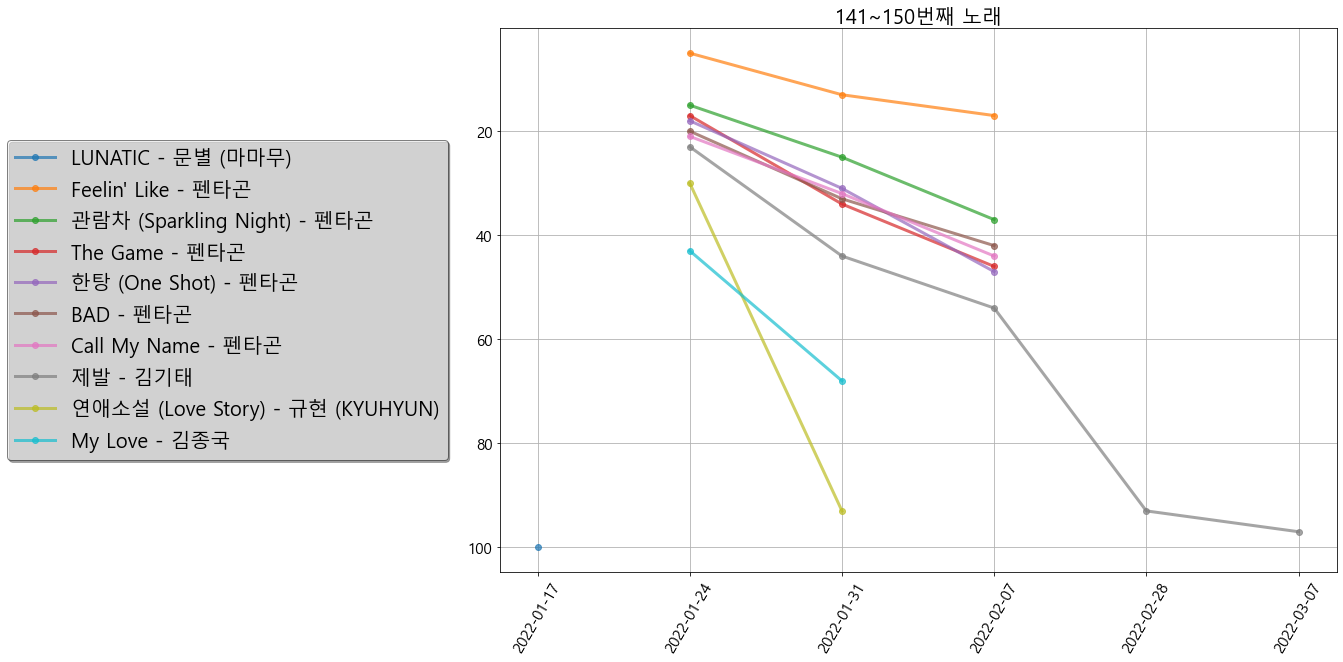 141~150번째 노래
LUNATIC - 문별 (마마무)
Feelin' Like - 펜타곤
관람차 (Sparkling Night) - 펜타곤
The Game - 펜타곤
한탕 (One Shot) - 펜타곤
BAD - 펜타곤
Call My Name - 펜타곤
제발 - 김기태
연애소설 (Love Story) - 규현 (KYUHYUN)
My Love - 김종국
20
40
60
80
100
2022-01-17
2022-01-24
2022-01-31
2022-02-07
2022-02-28
2022-03-07